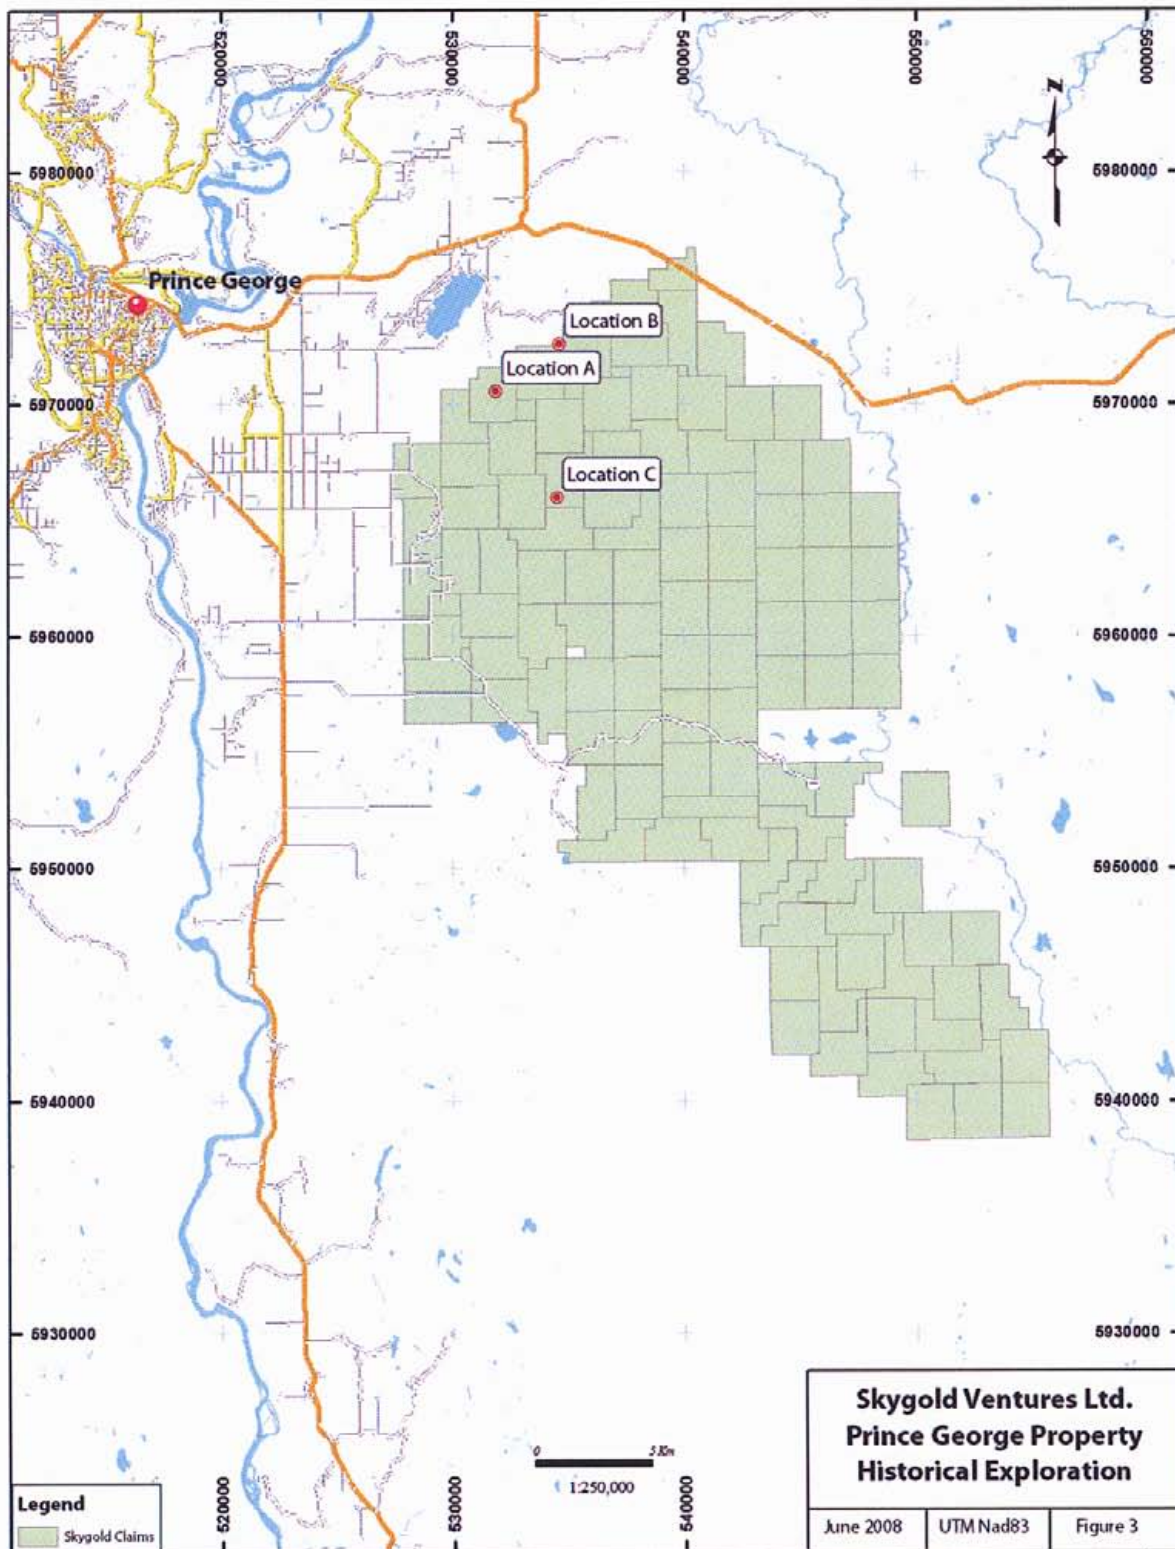 520000
530000
540000
550000
560000
N
5980000
5980000
Prince George
Location B
Location A
5970000
5970000
Location C
5960000
5960000
5950000
5950000
5940000
5940000
5930000
5930000
Skygold Ventures Ltd.
Prince George Property
Historical Exploration
0 5 Km
1:250,000
520000
530000
540000
Legend
Skygold Claims
June 2008
UTM Nad83
Figure 3